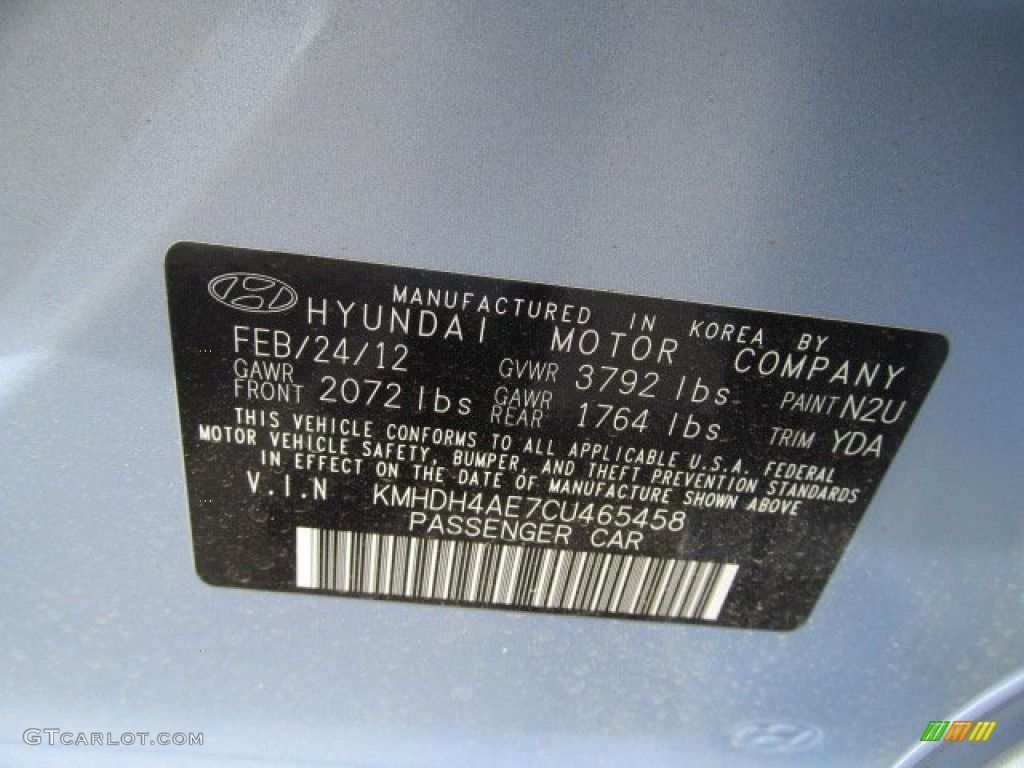 MANUFACTURED IN KOREA BY
HYUNDAI MOTOR COMPANY
FEB/24/12 GVWR 3792 lbs PAINT N2U
GAWR FRONT 2072 lbs GAWR REAR 1764 lbs TRIM YDA
THIS VEHICLE CONFORMS TO ALL APPLICABLE U.S.A. FEDERAL
MOTOR VEHICLE SAFETY, BUMPER, AND THEFT PREVENTION STANDARDS
IN EFFECT ON THE DATE OF MANUFACTURE SHOWN ABOVE
V.I.N KMHDH4AE7CU465458
PASSENGER CAR
GTCARLOT.COM